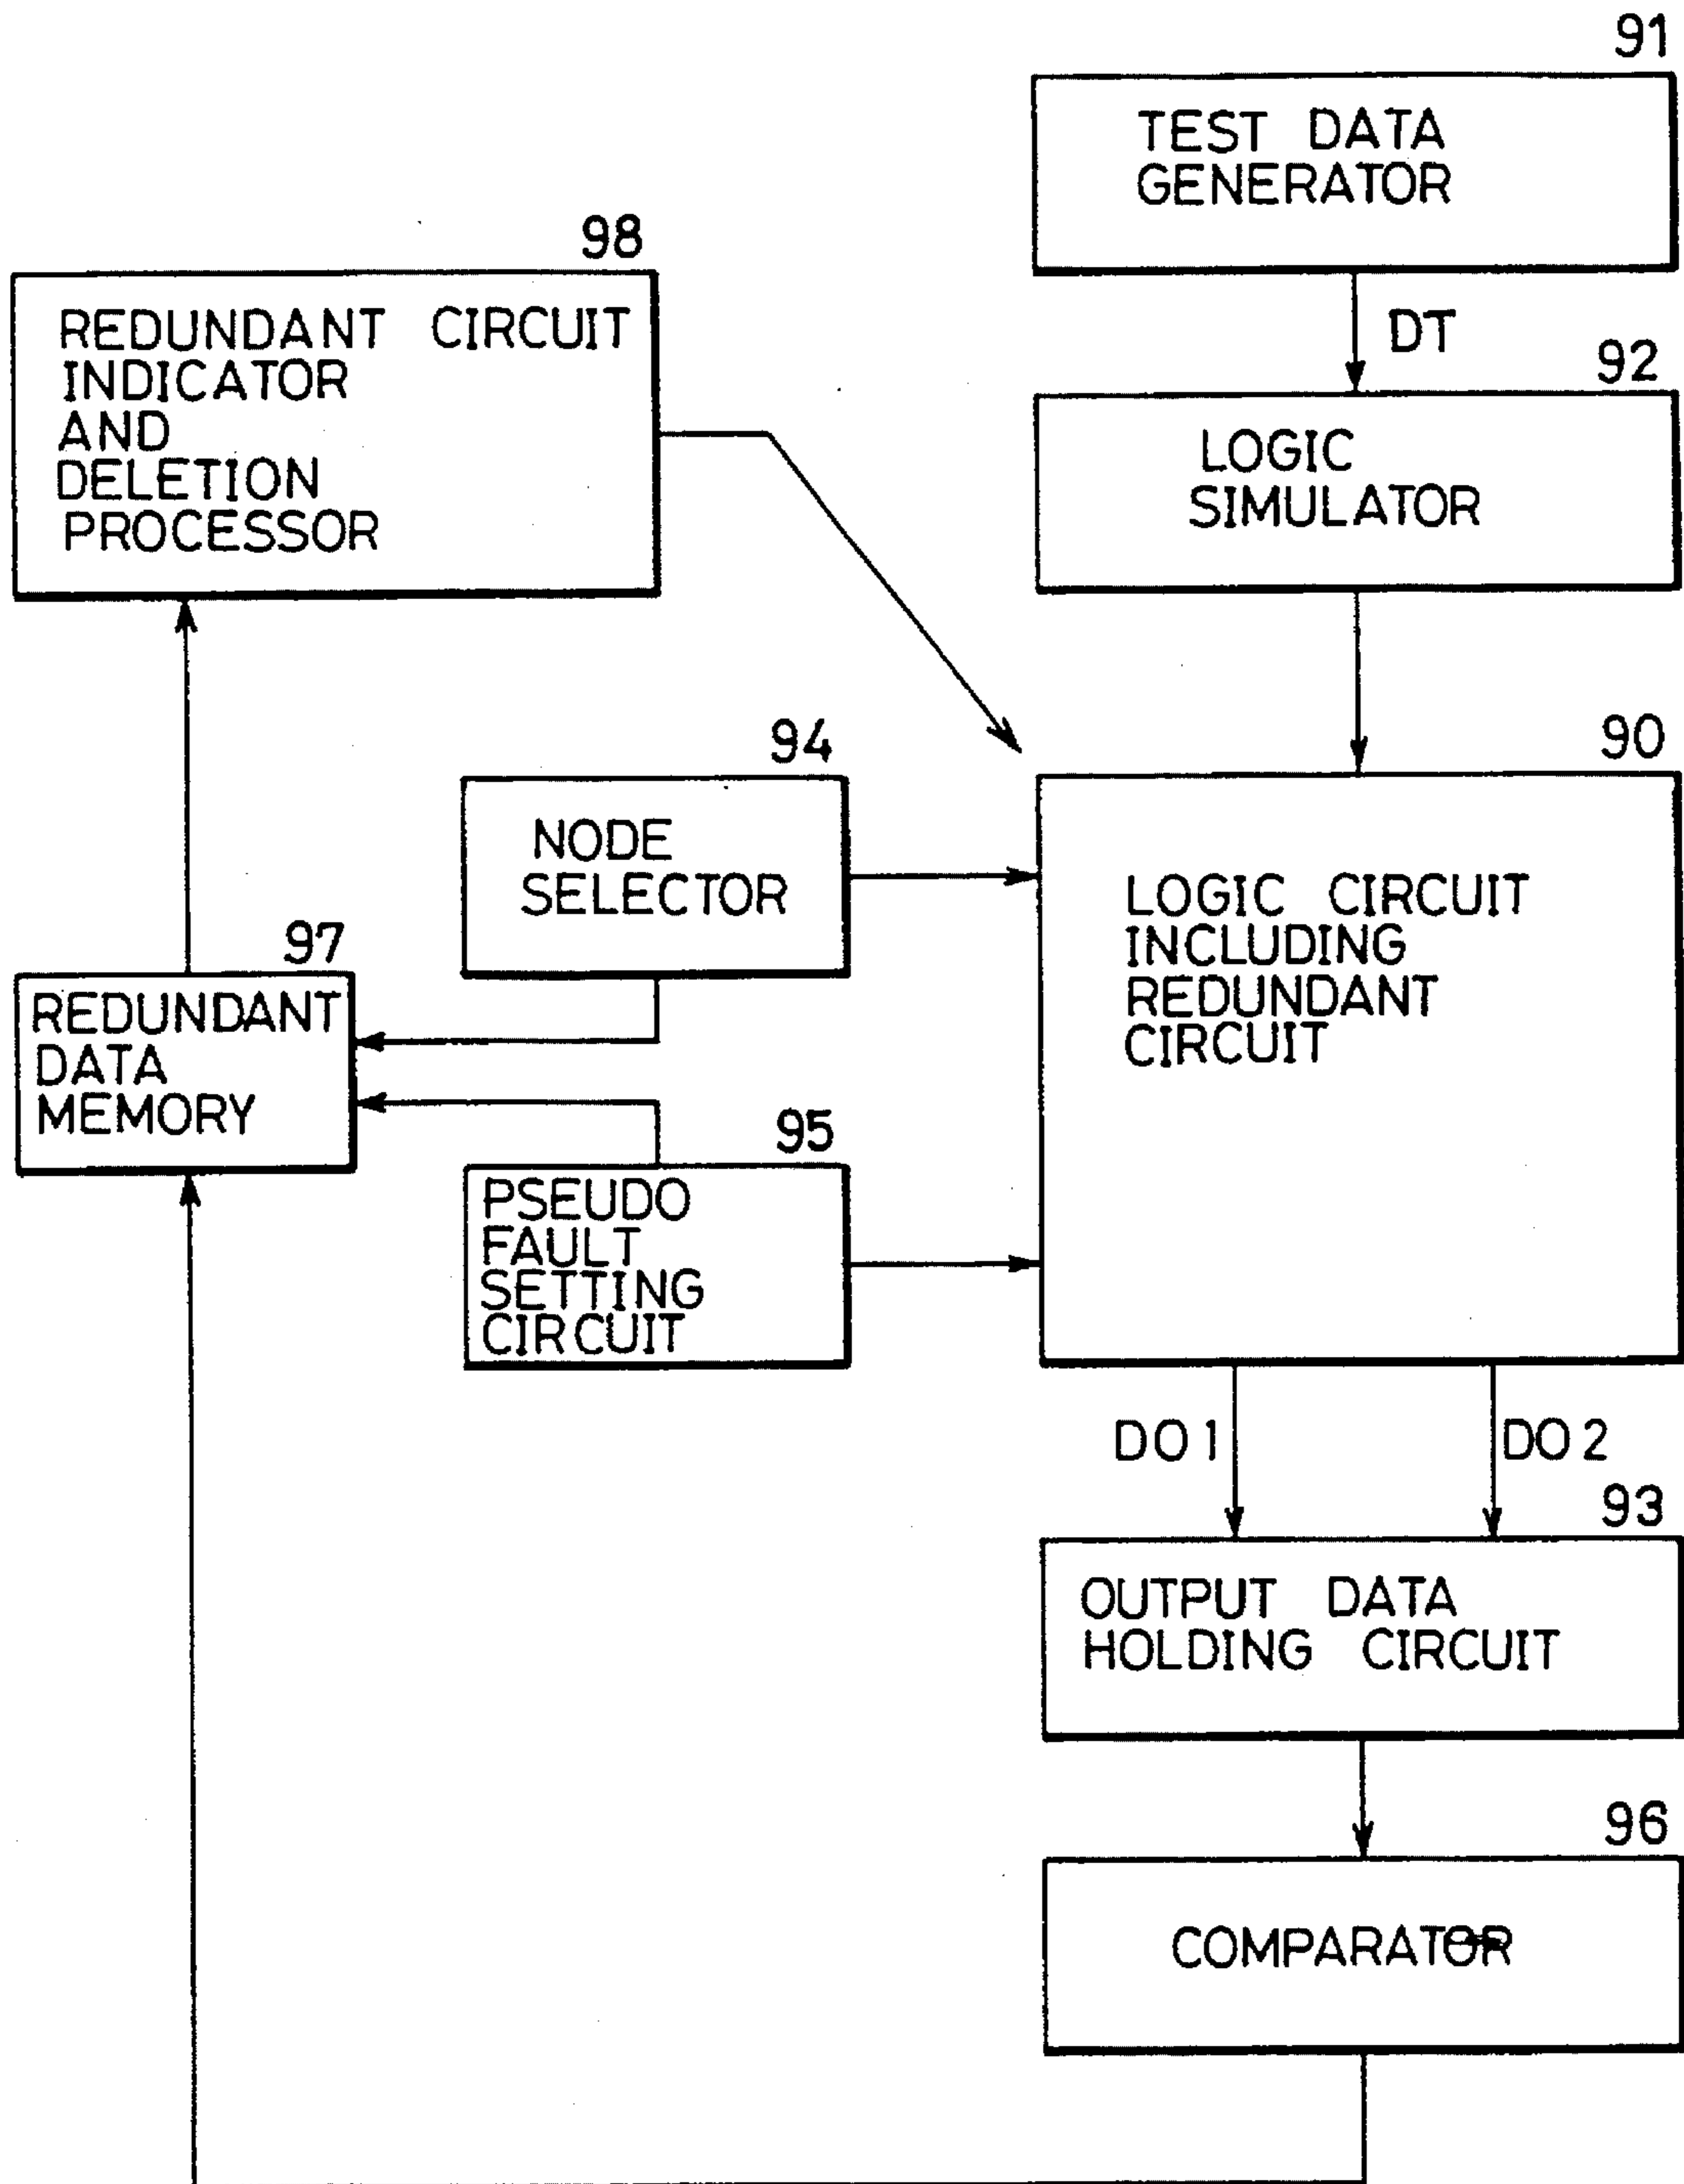 91
TEST DATA
GENERATOR
98
REDUNDANT CIRCUIT
INDICATOR
AND
DELETION
PROCESSOR
DT
92
LOGIC
SIMULATOR
94
NODE
SELECTOR
90
LOGIC CIRCUIT
INCLUDING
REDUNDANT
CIRCUIT
97
REDUNDANT
DATA
MEMORY
95
PSEUDO
FAULT
SETTING
CIRCUIT
DO1
DO2
93
OUTPUT DATA
HOLDING CIRCUIT
96
COMPARATOR